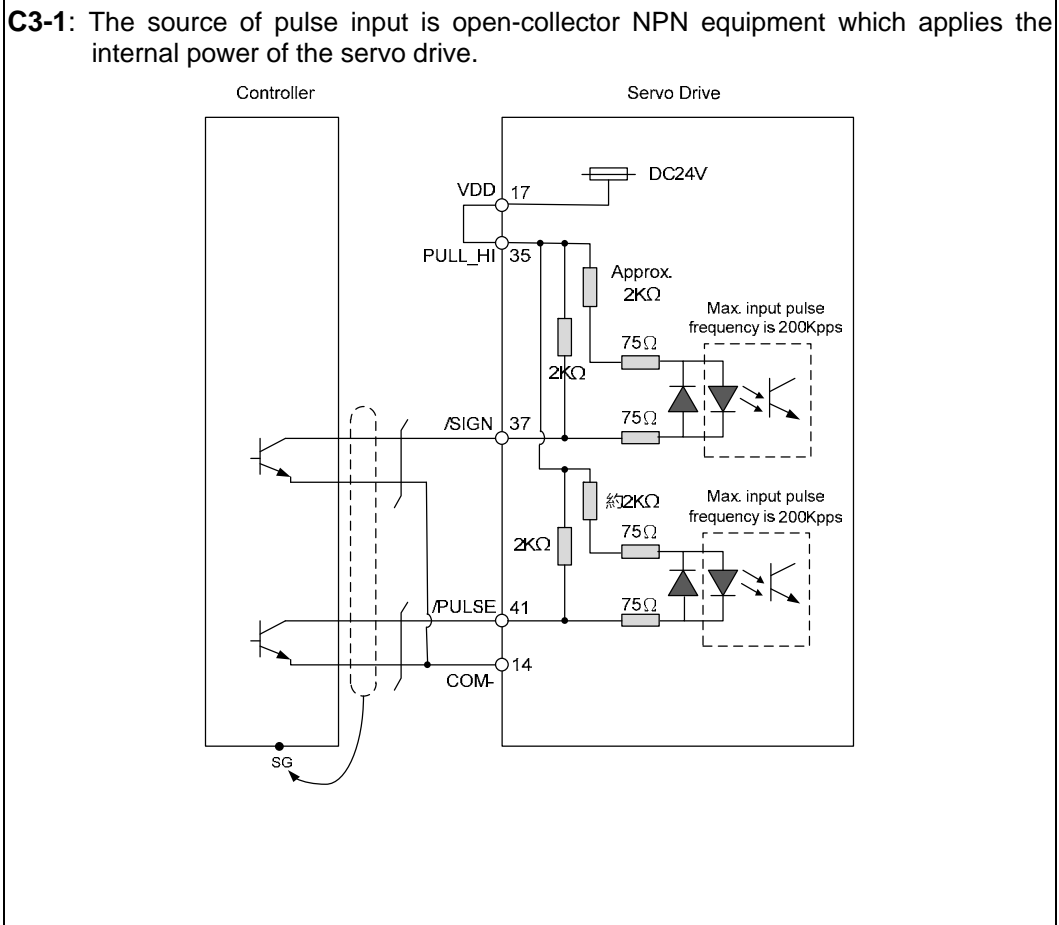 C3-1: The source of pulse input is open-collector NPN equipment which applies the
internal power of the servo drive.
Controller
Servo Drive
DC24V
VDD
17
PULL_HI
35
Approx.
2KΩ
Max. input pulse
frequency is 200Kpps
75Ω
2KΩ
75Ω
/SIGN
37
約2KΩ
Max. input pulse
frequency is 200Kpps
75Ω
2KΩ
75Ω
/PULSE
41
14
COM-
SG